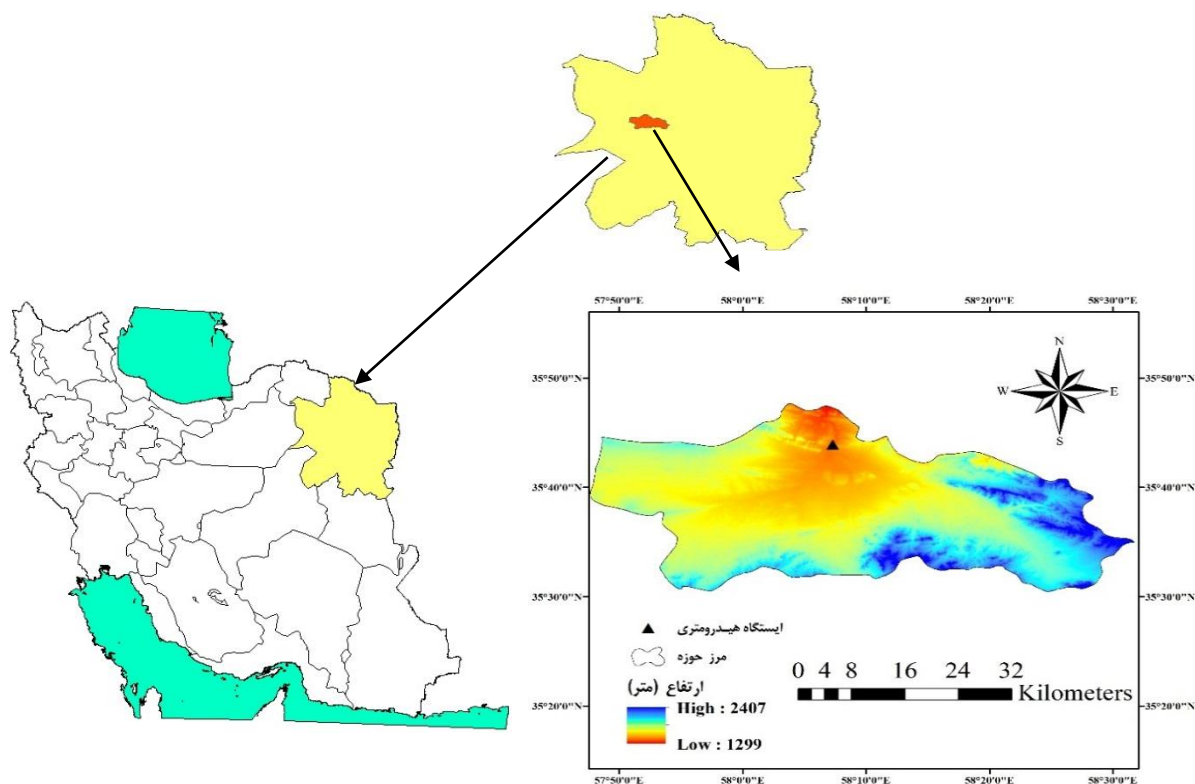 57°50'0"E 58°0'0"E 58°10'0"E 58°20'0"E 58°30'0"E
N
W E
S
35°50'0"N 35°50'0"N
35°40'0"N 35°40'0"N
35°30'0"N 35°30'0"N
35°20'0"N 35°20'0"N
ایستگاه هیدرومتری
مرز حوزه
ارتفاع (متر)
High : 2407
Low : 1299
0 4 8 16 24 32
Kilometers
57°50'0"E 58°0'0"E 58°10'0"E 58°20'0"E 58°30'0"E